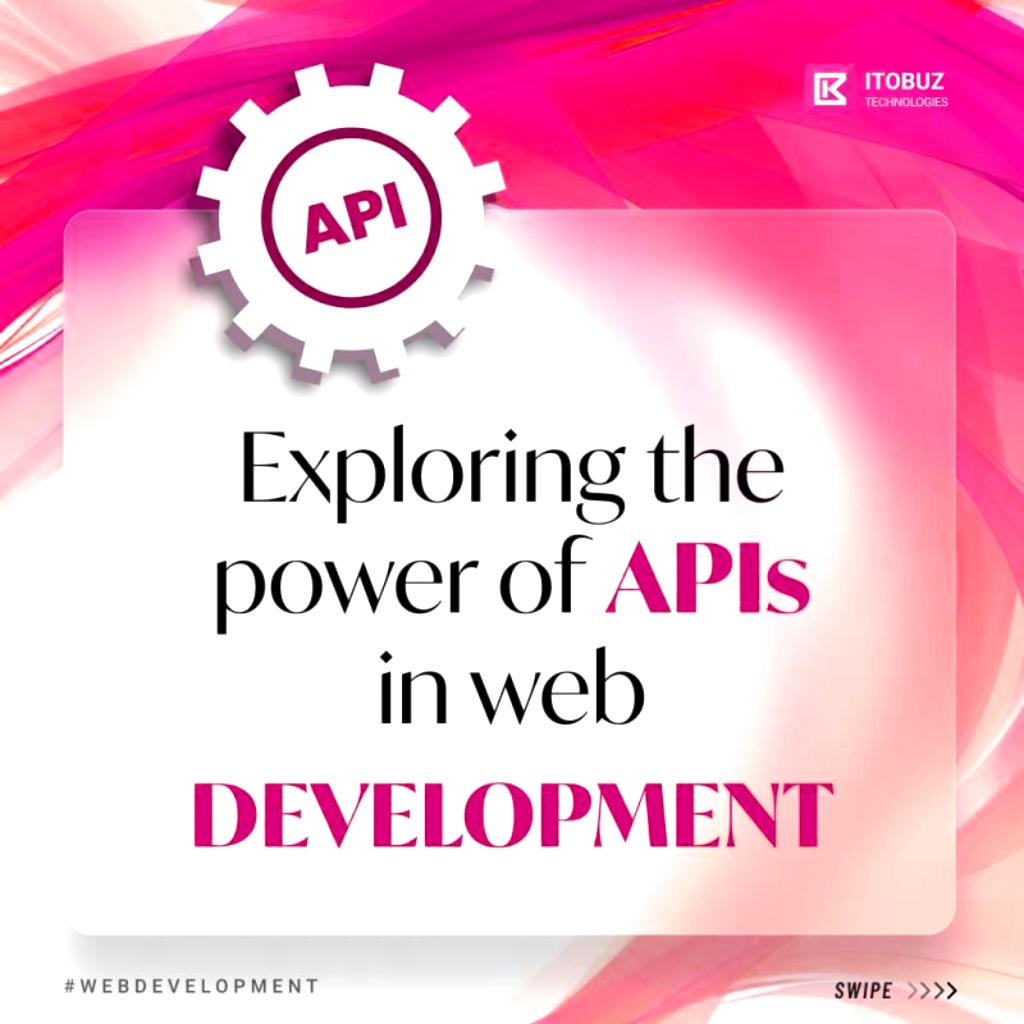 ITOBUZ
TECHNOLOGIES
API
Exploring the
power of APIs
in web
DEVELOPMENT
#WEBDEVELOPMENT
SWIPE >>>>